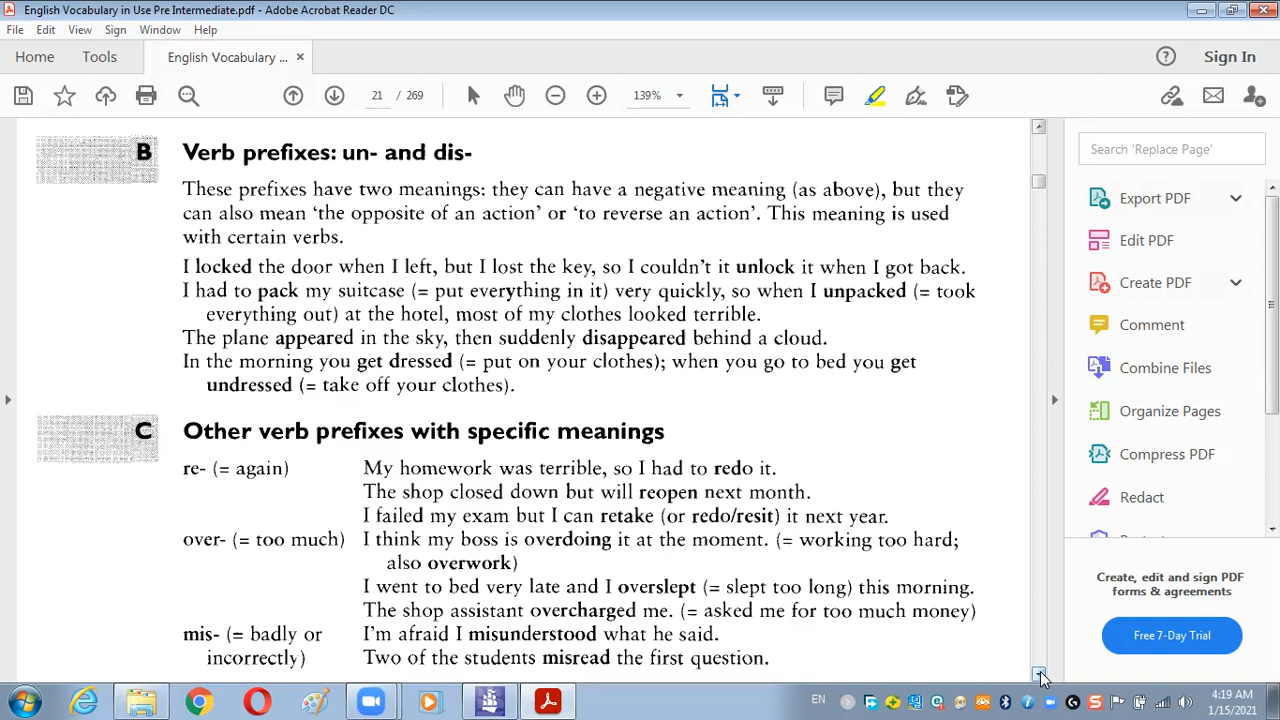 English Vocabulary in Use Pre Intermediate.pdf - Adobe Acrobat Reader DC
File Edit View Sign Window Help
Home Tools English Vocabulary ... × Sign In
21 / 269 139%
B Verb prefixes: un- and dis-
These prefixes have two meanings: they can have a negative meaning (as above), but they
can also mean ‘the opposite of an action’ or ‘to reverse an action’. This meaning is used
with certain verbs.
I locked the door when I left, but I lost the key, so I couldn’t it unlock it when I got back.
I had to pack my suitcase (= put everything in it) very quickly, so when I unpacked (= took
everything out) at the hotel, most of my clothes looked terrible.
The plane appeared in the sky, then suddenly disappeared behind a cloud.
In the morning you get dressed (= put on your clothes); when you go to bed you get
undressed (= take off your clothes).
C Other verb prefixes with specific meanings
re- (= again) My homework was terrible, so I had to redo it.
The shop closed down but will reopen next month.
I failed my exam but I can retake (or redo/resit) it next year.
over- (= too much) I think my boss is overdoing it at the moment. (= working too hard;
also overwork)
I went to bed very late and I overslept (= slept too long) this morning.
The shop assistant overcharged me. (= asked me for too much money)
mis- (= badly or I’m afraid I misunderstood what he said.
incorrectly) Two of the students misread the first question.
Search 'Replace Page'
Export PDF
Edit PDF
Create PDF
Comment
Combine Files
Organize Pages
Compress PDF
Redact
Create, edit and sign PDF
forms & agreements
Free 7-Day Trial
EN 4:19 AM
1/15/2021